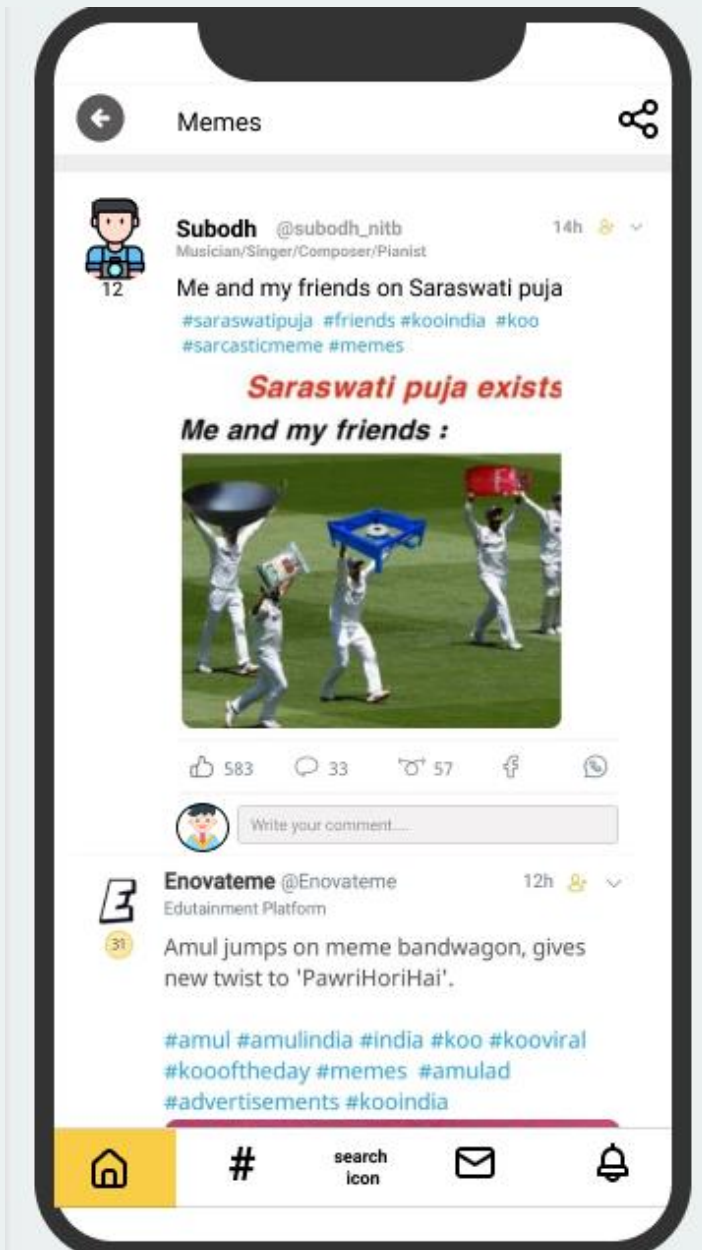 Memes
Subodh @subodh_nitb 14h
Musician/Singer/Composer/Pianist
12
Me and my friends on Saraswati puja
#saraswatipuja #friends #kooindia #koo
#sarcasticmeme #memes
Saraswati puja exists
Me and my friends :
583 33 57
Write your comment....
Enovateme @Enovateme 12h
Edutainment Platform
31
Amul jumps on meme bandwagon, gives
new twist to 'PawriHoriHai'.
#amul #amulindia #india #koo #kooviral
#koooftheday #memes #amulad
#advertisements #kooindia
#
search
icon